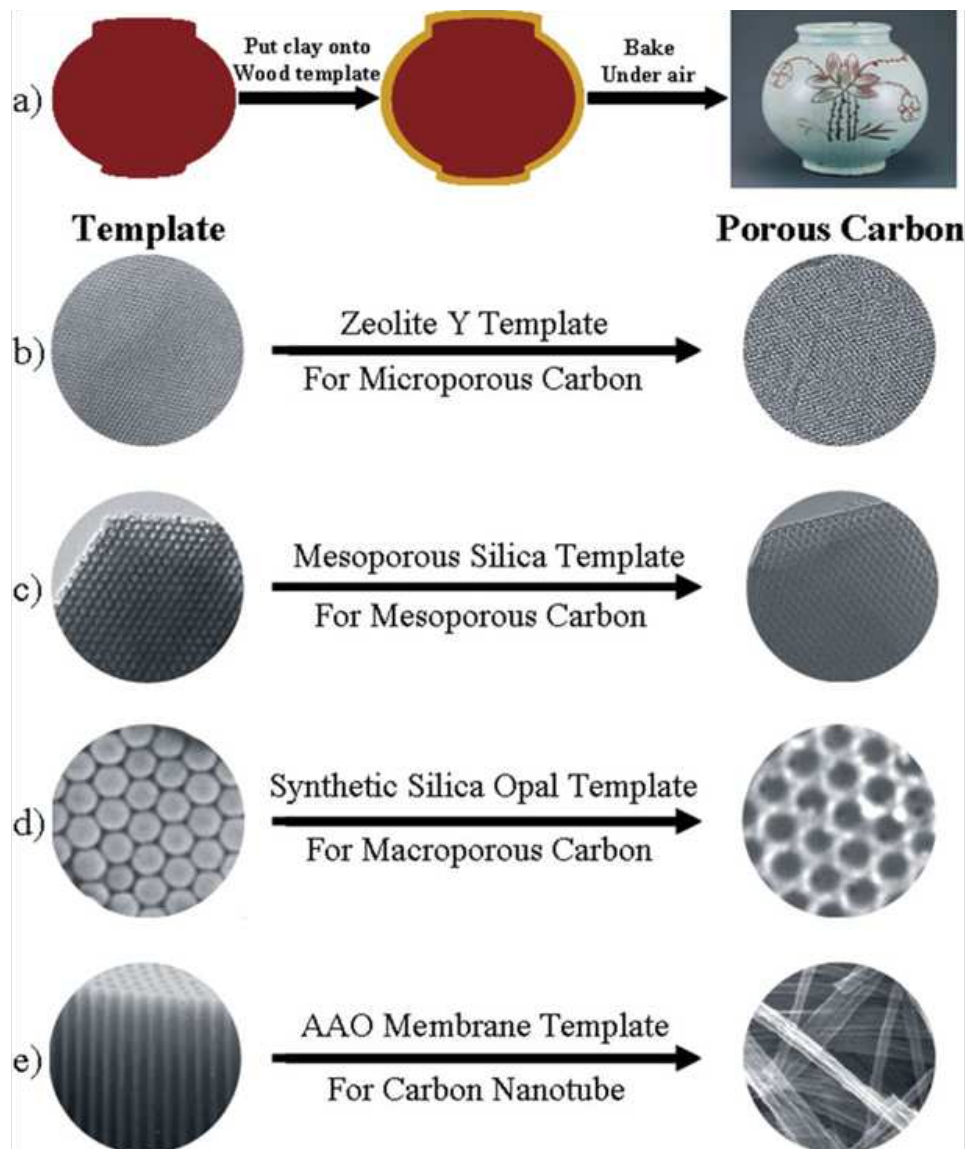 a)
Put clay onto
Wood template
Bake
Under air
Template
Porous Carbon
b)
Zeolite Y Template
For Microporous Carbon
c)
Mesoporous Silica Template
For Mesoporous Carbon
d)
Synthetic Silica Opal Template
For Macroporous Carbon
e)
AAO Membrane Template
For Carbon Nanotube